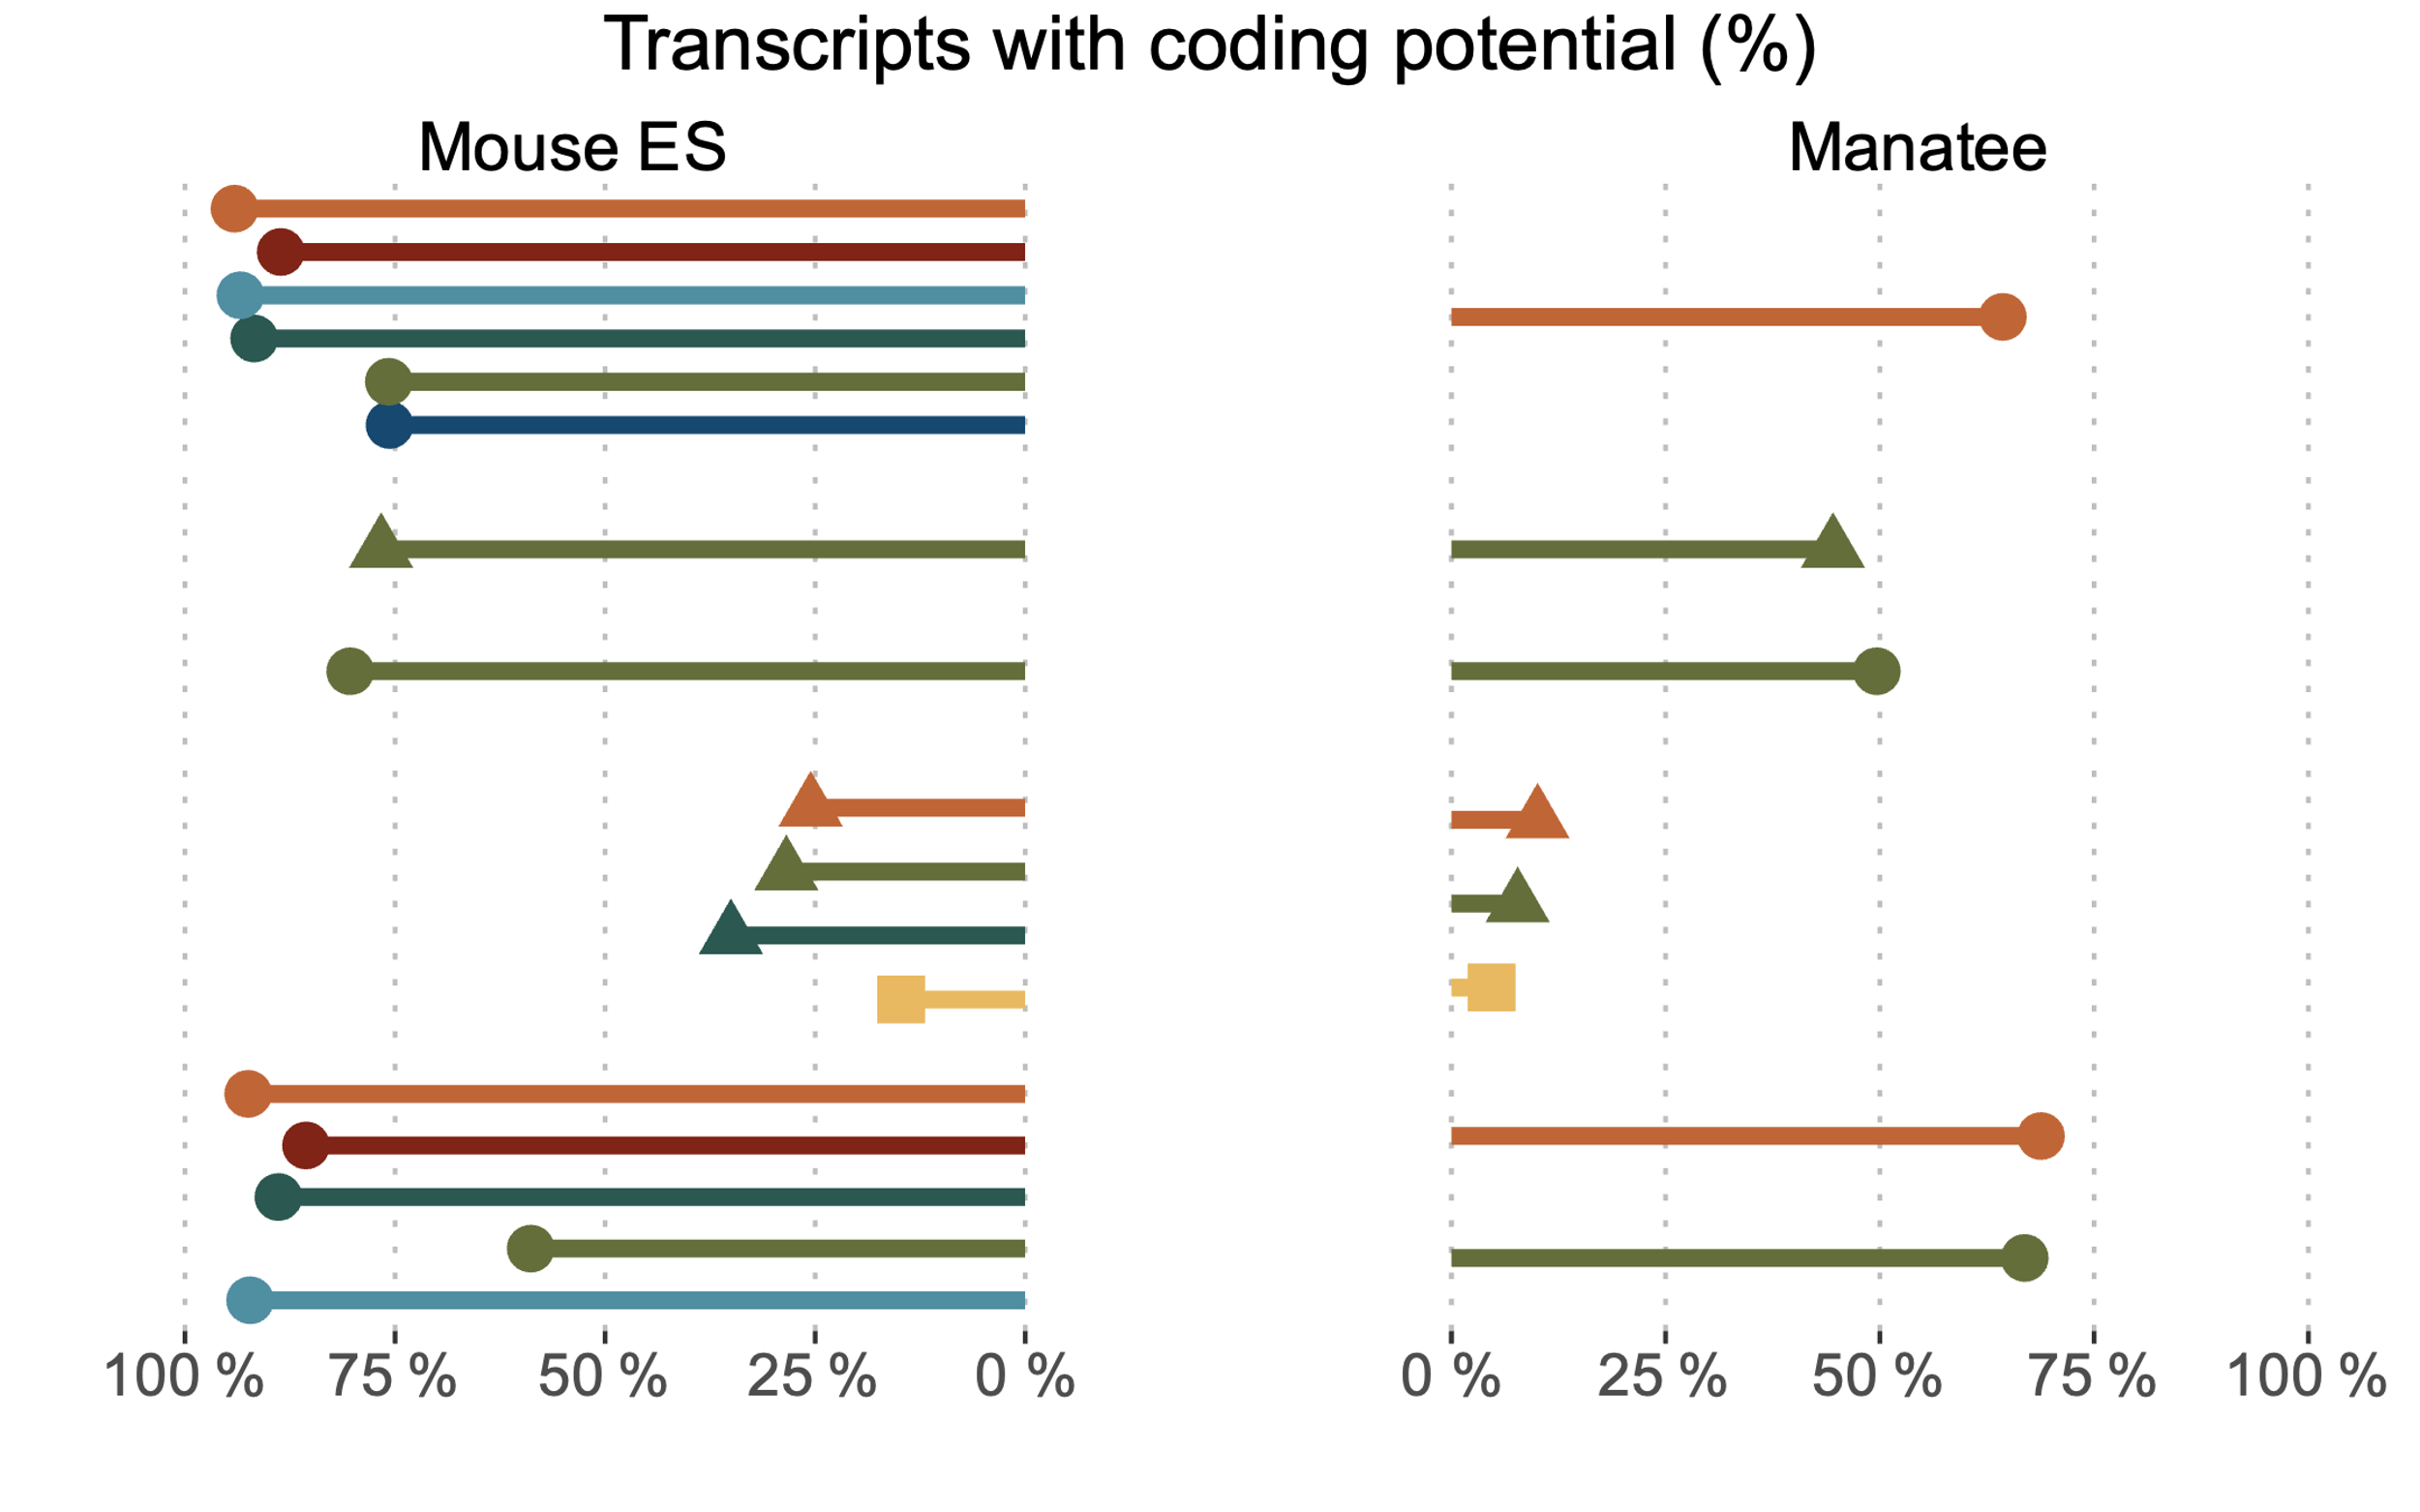 Transcripts with coding potential (%)
Mouse ES Manatee
100 % 75 % 50 % 25 % 0 % 0 % 25 % 50 % 75 % 100 %